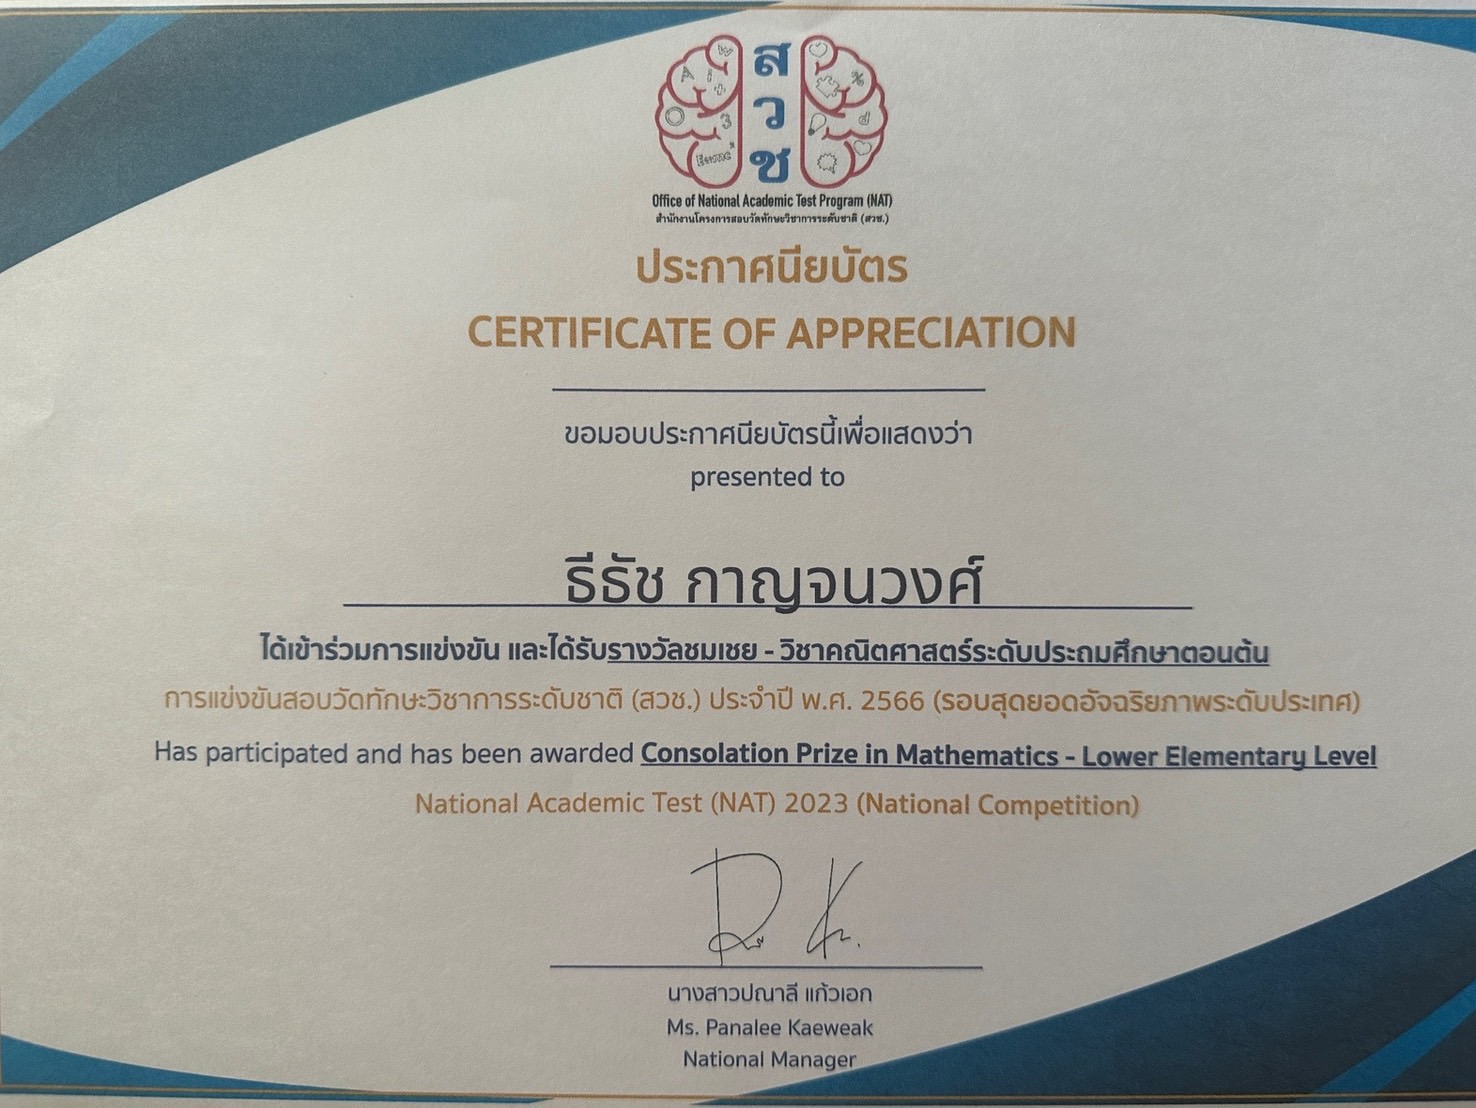 ส
ว
ช
Office of National Academic Test Program (NAT)
สำนักงานโครงการสอบวัดทักษะวิชาการระดับชาติ (สวช.)
ประกาศนียบัตร
CERTIFICATE OF APPRECIATION
ขอมอบประกาศนียบัตรนี้เพื่อแสดงว่า
presented to
ธีธัช กาญจนวงศ์
ได้เข้าร่วมการแข่งขัน และได้รับรางวัลชมเชย - วิชาคณิตศาสตร์ระดับประถมศึกษาตอนต้น
การแข่งขันสอบวัดทักษะวิชาการระดับชาติ (สวช.) ประจำปี พ.ศ. 2566 (รอบสุดยอดอัจฉริยภาพระดับประเทศ)
Has participated and has been awarded Consolation Prize in Mathematics - Lower Elementary Level
National Academic Test (NAT) 2023 (National Competition)
นางสาวปณาลี แก้วเอก
Ms. Panalee Kaeweak
National Manager